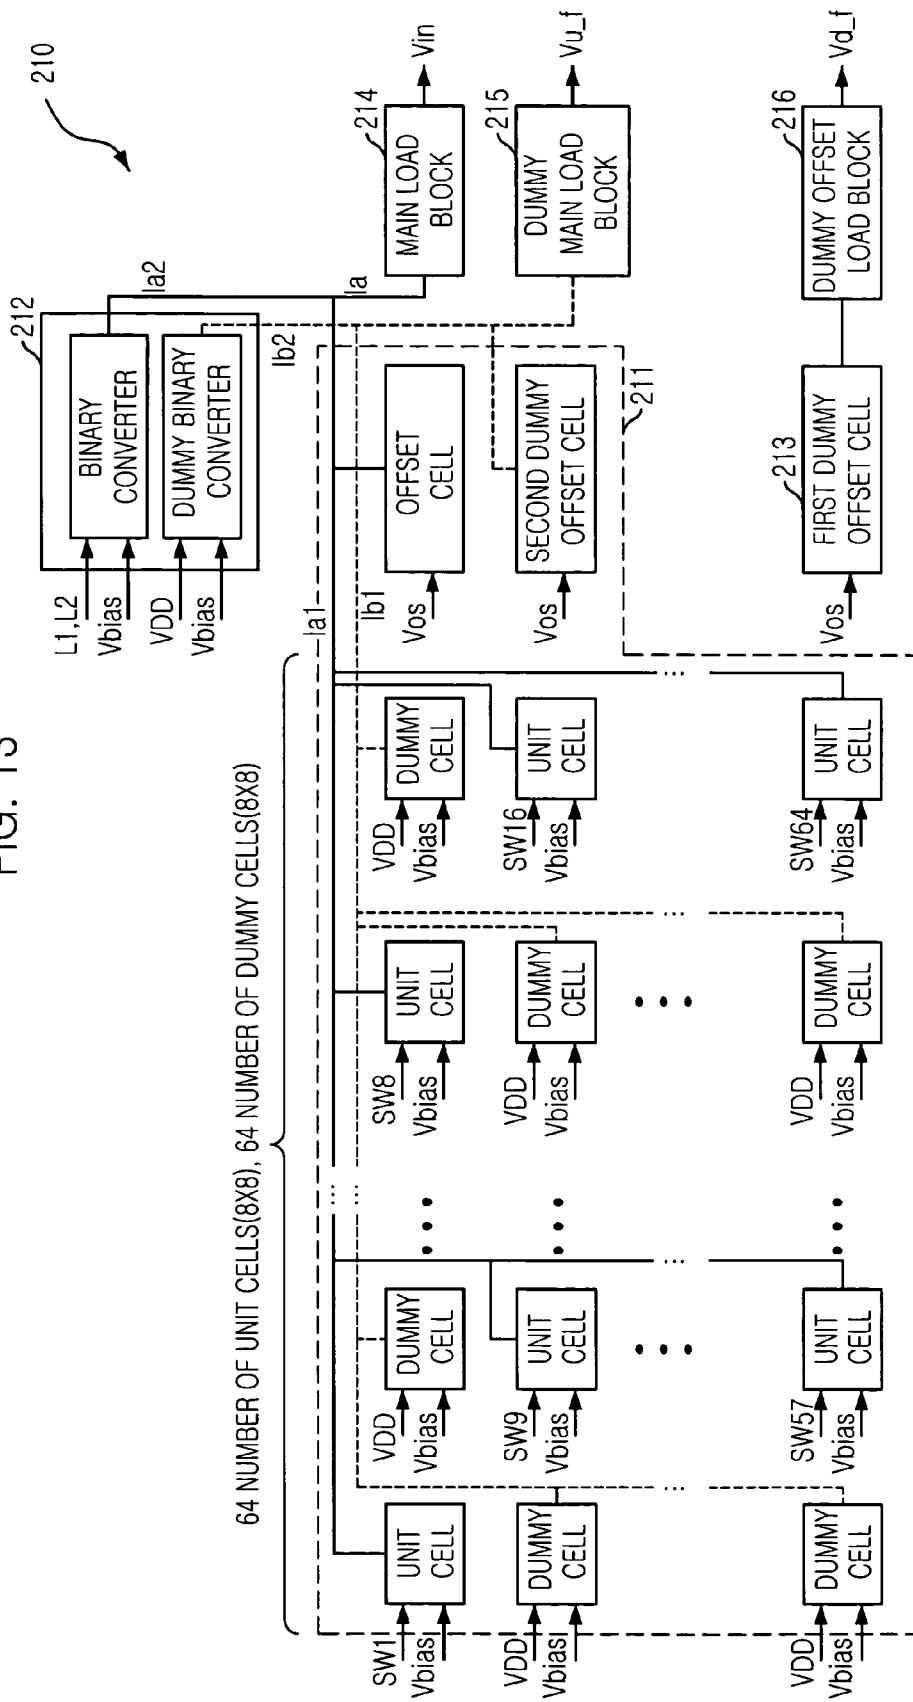 FIG.
210
212
L1,L2
Vbias
VDD
Vbias
BINARY
CONVERTER
DUMMY BINARY
CONVERTER
Ia2
Ib2
64 NUMBER OF UNIT CELLS(8X8), 64 NUMBER OF DUMMY CELLS(8X8)
Ia1
Ib1
Ia
SW1
Vbias
UNIT
CELL
VDD
Vbias
DUMMY
CELL
...
...
SW8
Vbias
UNIT
CELL
VDD
Vbias
DUMMY
CELL
Vos
OFFSET
CELL
214
MAIN LOAD
BLOCK
Vin
VDD
Vbias
DUMMY
CELL
SW9
Vbias
UNIT
CELL
VDD
Vbias
DUMMY
CELL
SW16
Vbias
UNIT
CELL
Vos
SECOND DUMMY
OFFSET CELL
215
DUMMY
MAIN LOAD
BLOCK
Vu_f
211
...
...
...
...
VDD
Vbias
DUMMY
CELL
SW57
Vbias
UNIT
CELL
VDD
Vbias
DUMMY
CELL
SW64
Vbias
UNIT
CELL
Vos
213
FIRST DUMMY
OFFSET CELL
216
DUMMY OFFSET
LOAD BLOCK
Vd_f